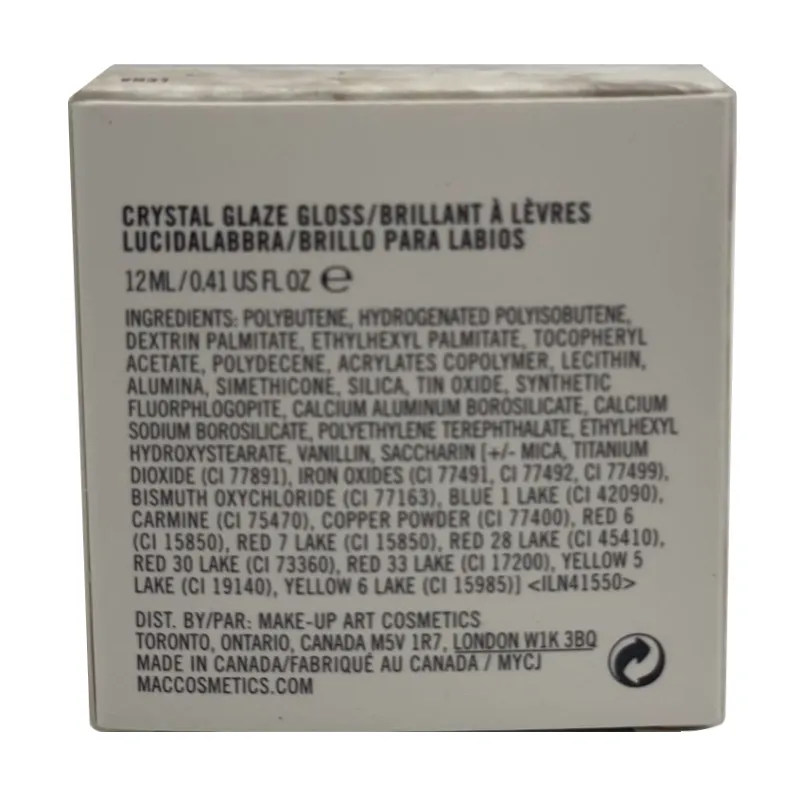 CRYSTAL GLAZE GLOSS/BRILLANT À LÈVRES
LUCIDALABBRA/BRILLO PARA LABIOS
12 ML / 0.41 US FL OZ ℮
INGREDIENTS: POLYBUTENE, HYDROGENATED POLYISOBUTENE,
DEXTRIN PALMITATE, ETHYLHEXYL PALMITATE, TOCOPHERYL
ACETATE, POLYDECENE, ACRYLATES COPOLYMER, LECITHIN,
ALUMINA, SIMETHICONE, SILICA, TIN OXIDE, SYNTHETIC
FLUORPHLOGOPITE, CALCIUM ALUMINUM BOROSILICATE, CALCIUM
SODIUM BOROSILICATE, POLYETHYLENE TEREPHTHALATE, ETHYLHEXYL
HYDROXYSTEARATE, VANILLIN, SACCHARIN [+/- MICA, TITANIUM
DIOXIDE (CI 77891), IRON OXIDES (CI 77491, CI 77492, CI 77499),
BISMUTH OXYCHLORIDE (CI 77163), BLUE 1 LAKE (CI 42090),
CARMINE (CI 75470), COPPER POWDER (CI 77400), RED 6
(CI 15850), RED 7 LAKE (CI 15850), RED 28 LAKE (CI 45410),
RED 30 LAKE (CI 73360), RED 33 LAKE (CI 17200), YELLOW 5
LAKE (CI 19140), YELLOW 6 LAKE (CI 15985)] <ILN41550>
DIST. BY/PAR: MAKE-UP ART COSMETICS
TORONTO, ONTARIO, CANADA M5V 1R7, LONDON W1K 3BQ
MADE IN CANADA/FABRIQUÉ AU CANADA / MYCJ
MACCOSMETICS.COM